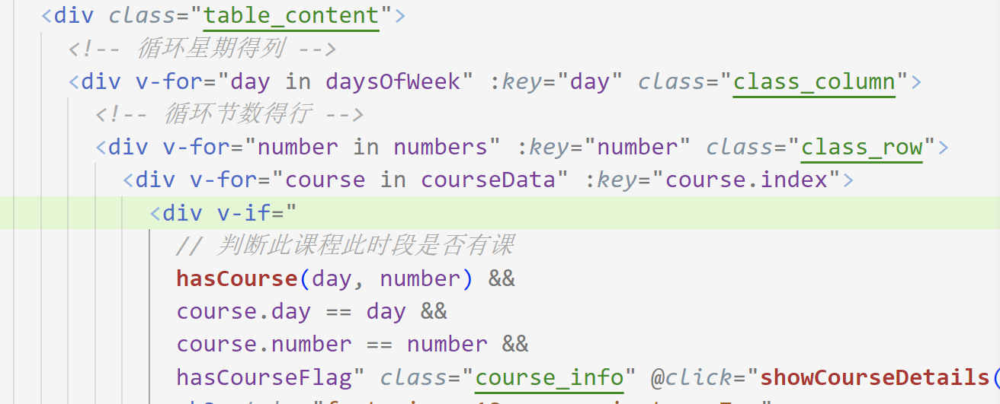 <div class="table_content">
<!-- 循环星期得列 -->
<div v-for="day in daysOfWeek" :key="day" class="class_column">
<!-- 循环节数得行 -->
<div v-for="number in numbers" :key="number" class="class_row">
<div v-for="course in courseData" :key="course.index">
<div v-if="
// 判断此课程此时段是否有课
hasCourse(day, number) &&
course.day == day &&
course.number == number &&
hasCourseFlag" class="course_info" @click="showCourseDetails(